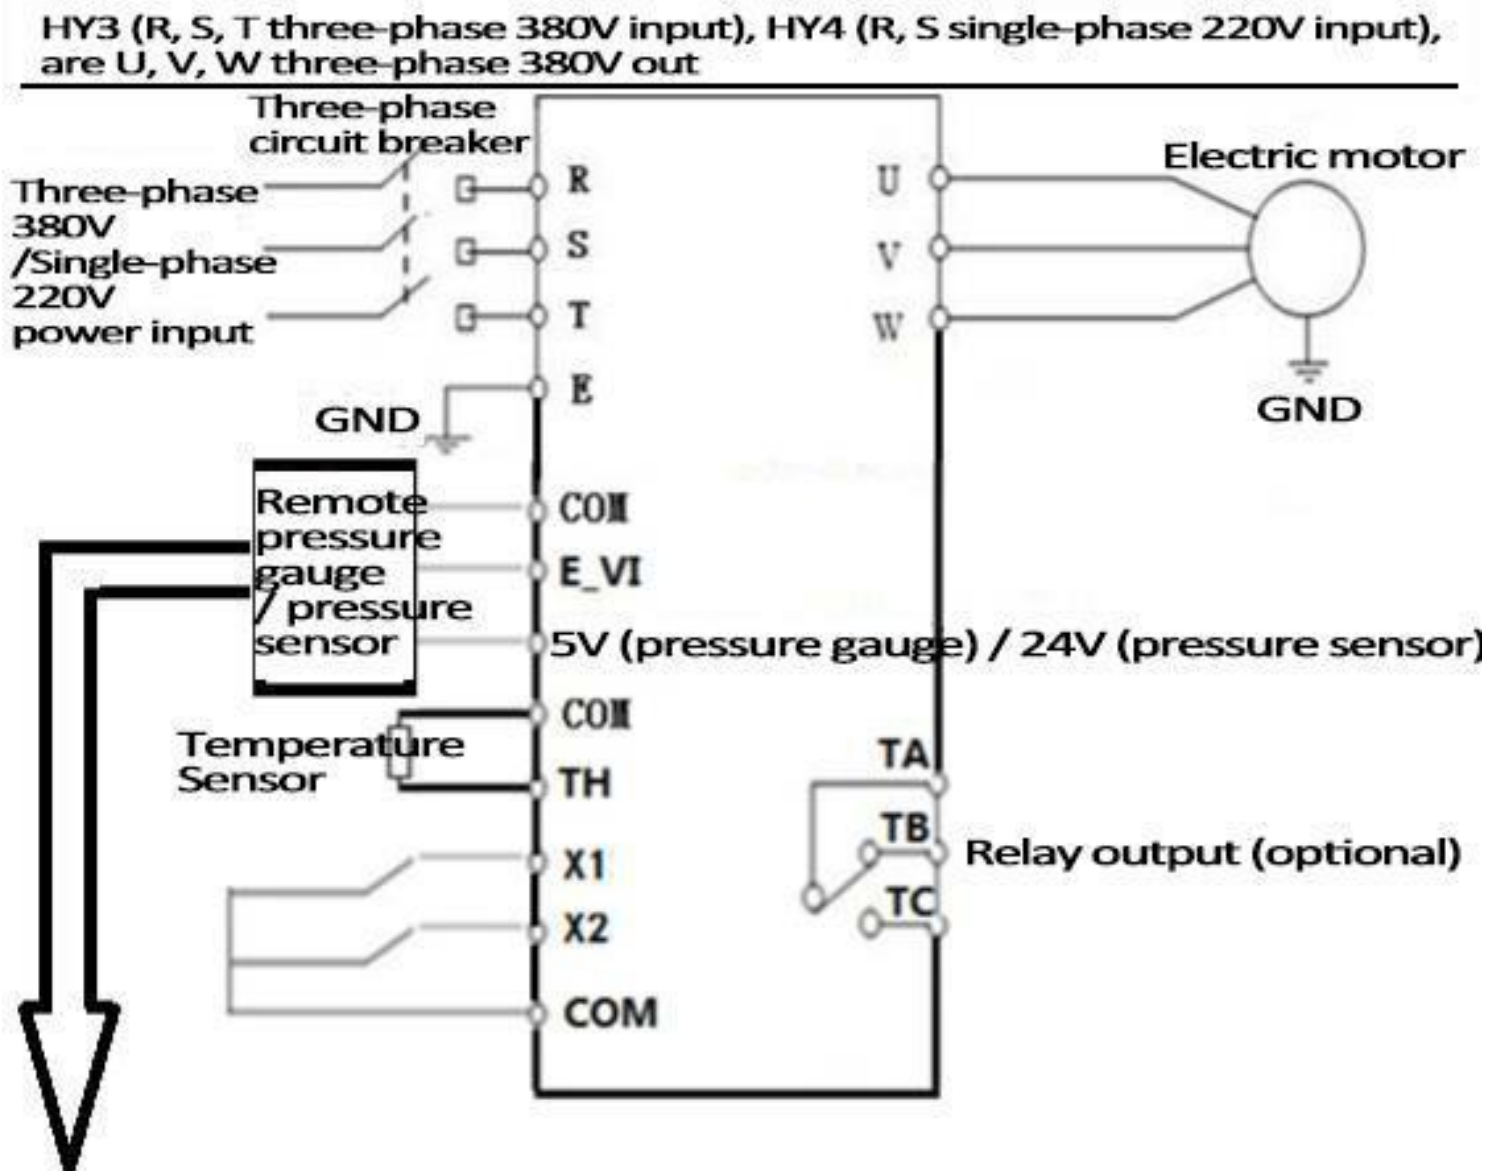 HY3 (R, S, T three-phase 380V input), HY4 (R, S single-phase 220V input),
are U, V, W three-phase 380V out
Three-phase
circuit breaker
Three-phase
380V
/Single-phase
220V
power input
R
S
T
E
GND
U
V
W
Electric motor
GND
Remote
pressure
gauge
/ pressure
sensor
COM
E_VI
5V (pressure gauge) / 24V (pressure sensor)
Temperature
Sensor
COM
TH
X1
X2
COM
TA
TB
TC
Relay output (optional)